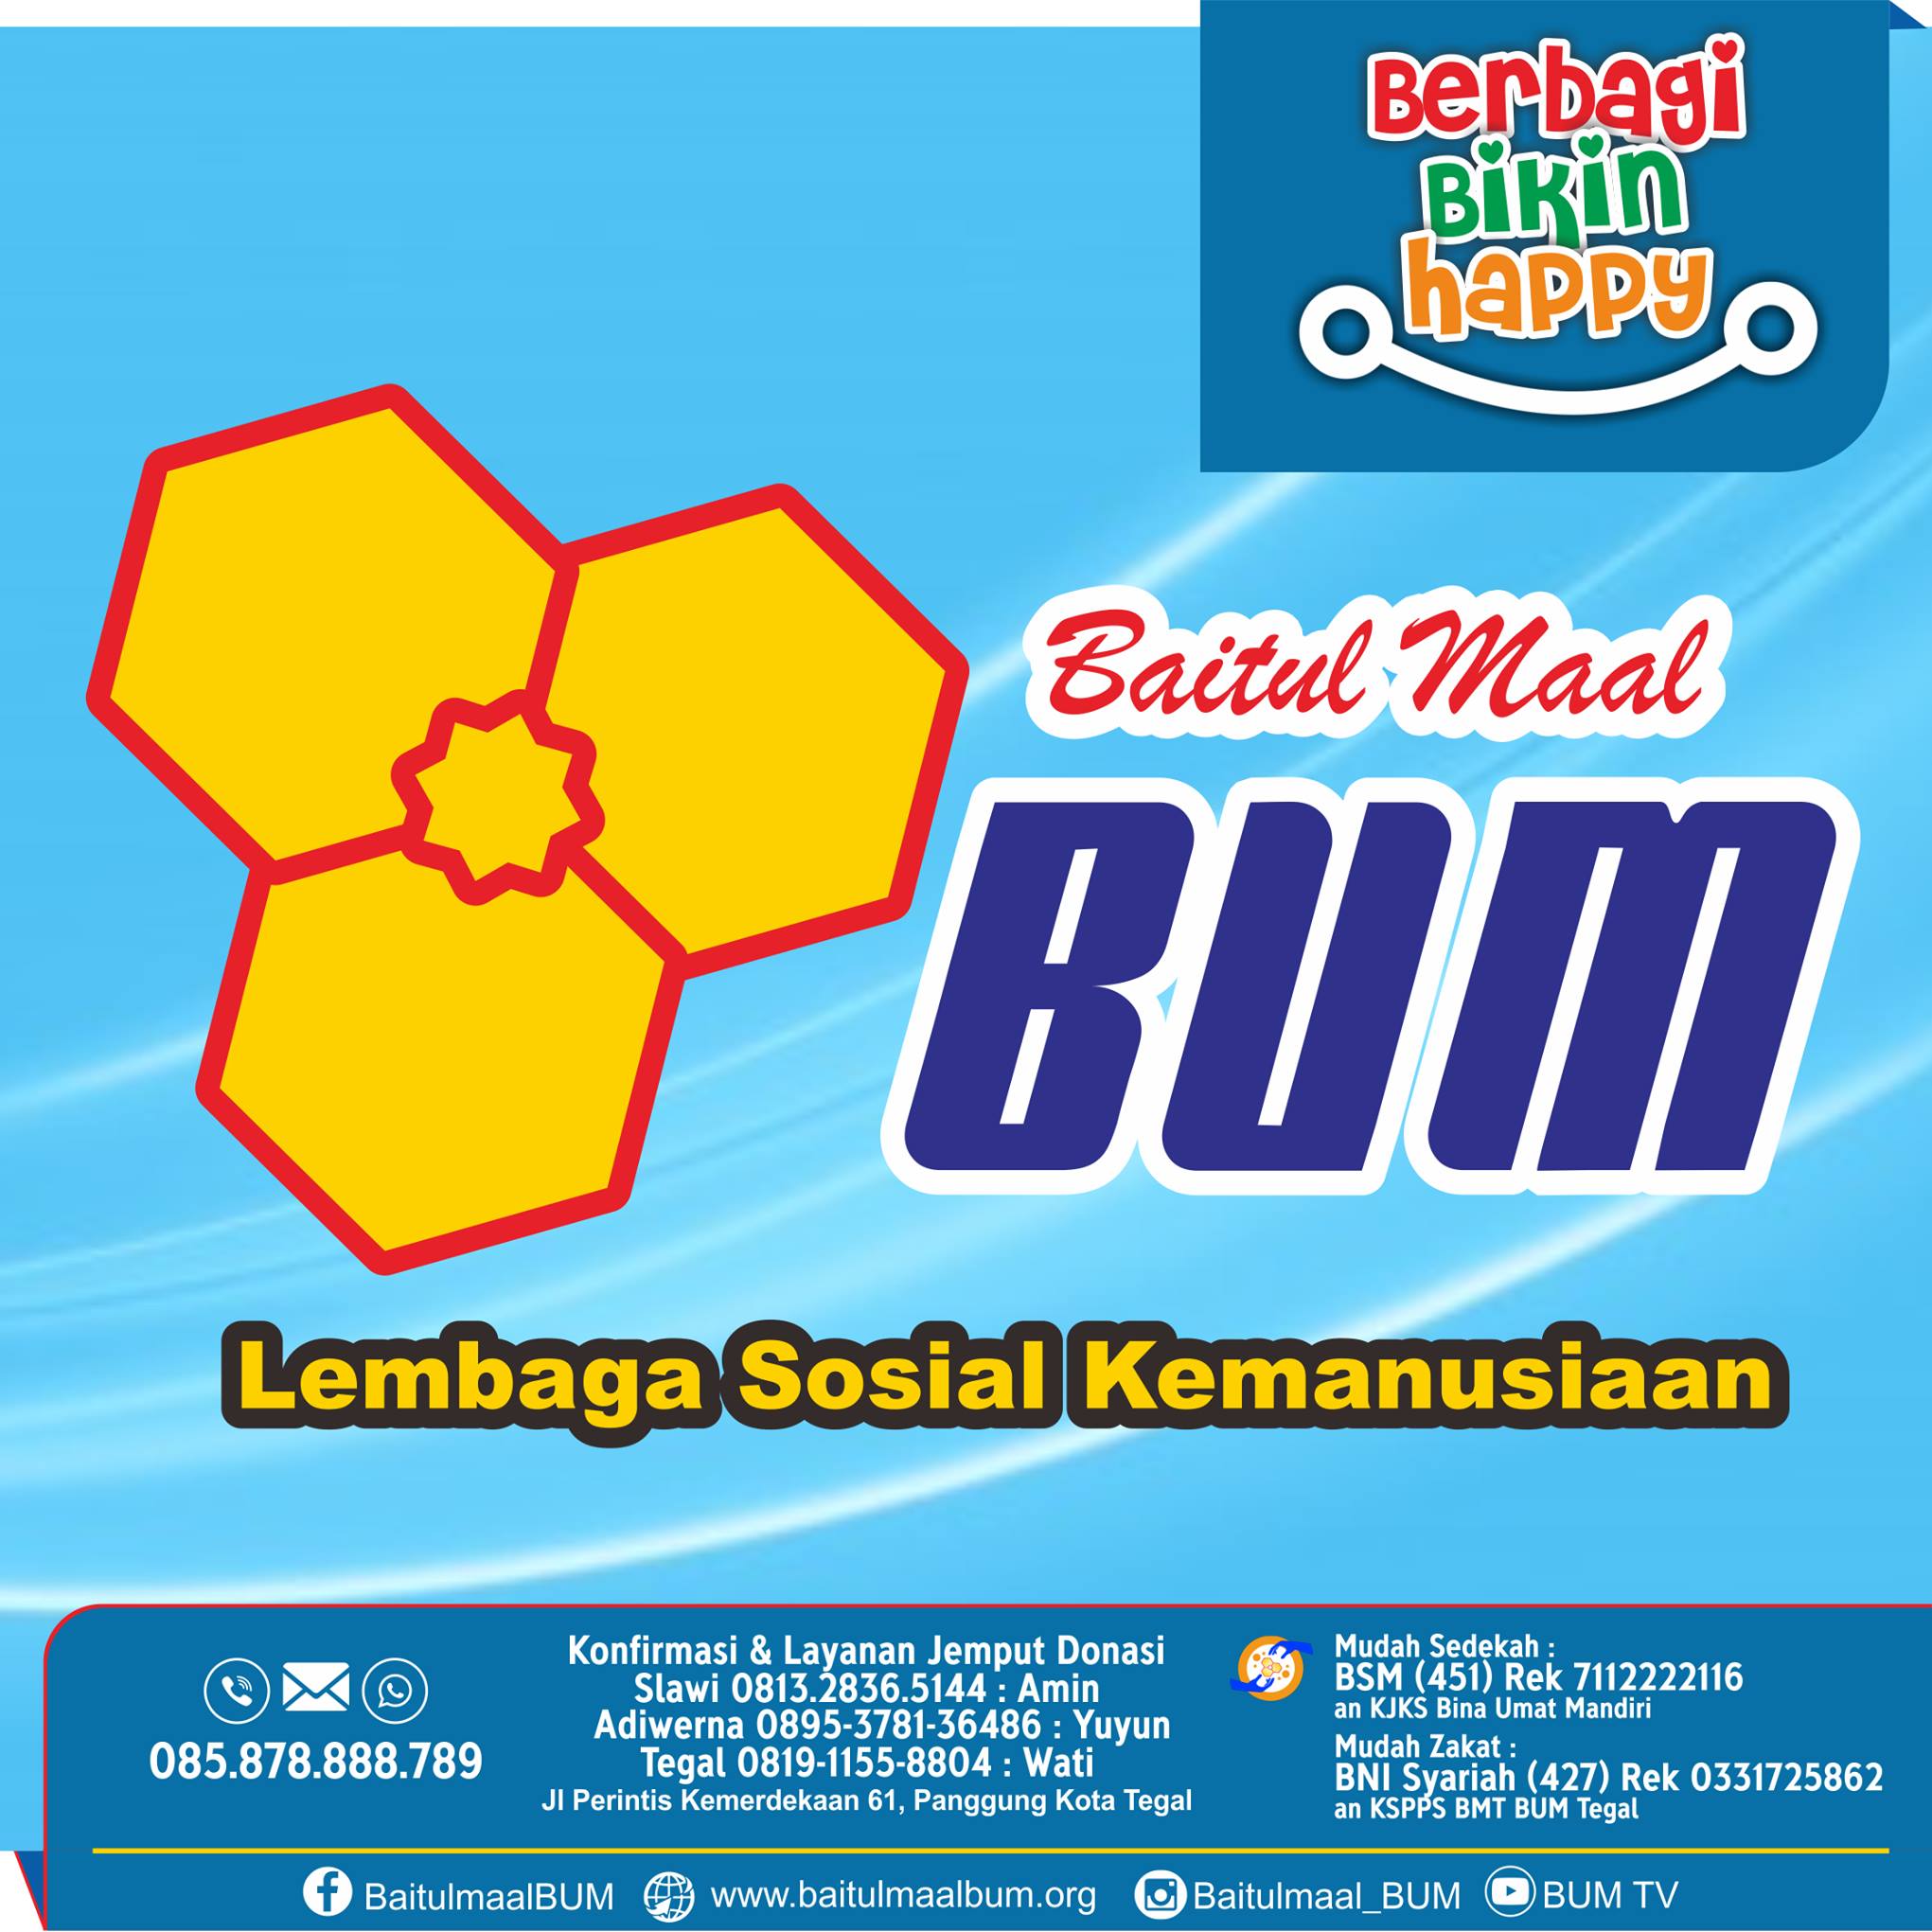 Berbagi
Bikin
happy
Baitul Maal
BUM
Lembaga Sosial Kemanusiaan
085.878.888.789
Konfirmasi & Layanan Jemput Donasi
Slawi 0813.2836.5144 : Amin
Adiwerna 0895-3781-36486 : Yuyun
Tegal 0819-1155-8804 : Wati
Jl Perintis Kemerdekaan 61, Panggung Kota Tegal
Mudah Sedekah :
BSM (451) Rek 7112222116
an KJKS Bina Umat Mandiri
Mudah Zakat :
BNI Syariah (427) Rek 0331725862
an KSPPS BMT BUM Tegal
BaitulmaalBUM www.baitulmaalbum.org Baitulmaal_BUM BUM TV